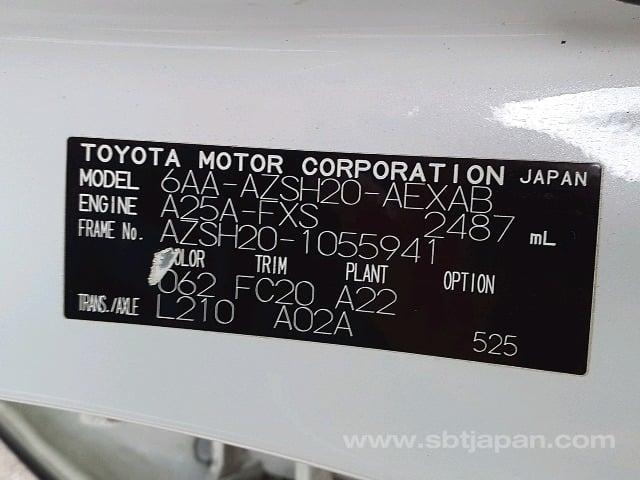 TOYOTA MOTOR CORPORATION JAPAN
MODEL 6AA-AZSH20-AEXAB
ENGINE A25A-FXS 2487 mL
FRAME No. AZSH20-1055941
OLOR TRIM PLANT OPTION
062 FC20 A22
TRANS./AXLE L210 A02A 525
www.sbtjapan.com